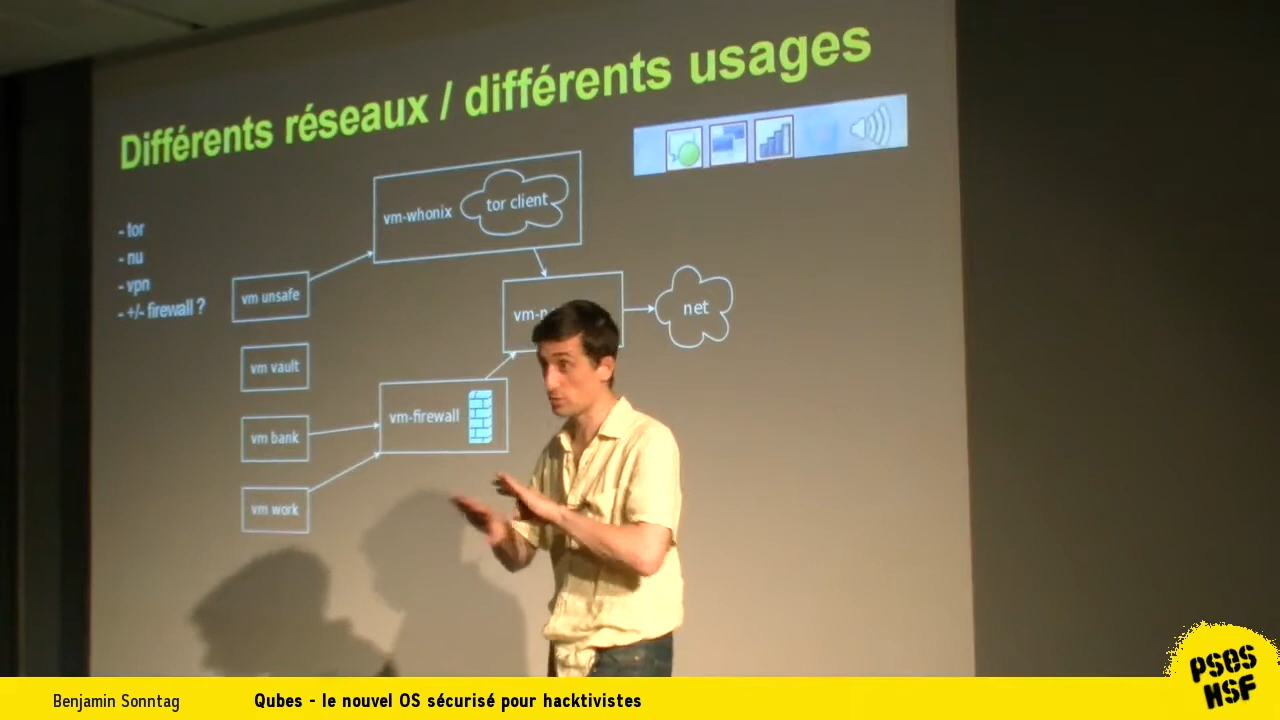 Différents réseaux / différents usages
- tor
- nu
- vpn
- +/- firewall ?
vm-whonix
tor client
vm unsafe
net
vm vault
vm-firewall
vm bank
vm work
Benjamin Sonntag
Qubes - le nouvel OS sécurisé pour hacktivistes
PSES
HSF